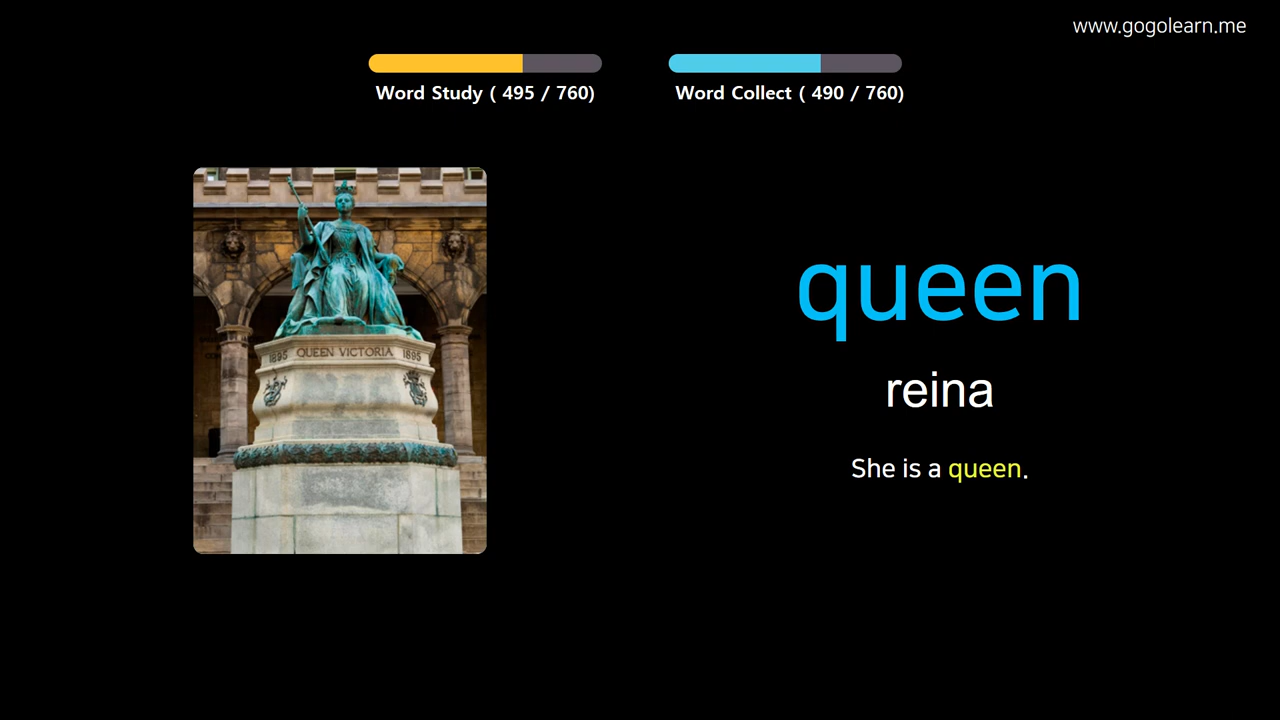 www.gogolearn.me
Word Study ( 495 / 760)
Word Collect ( 490 / 760)
1895 QUEEN VICTORIA 1895
queen
reina
She is a queen.